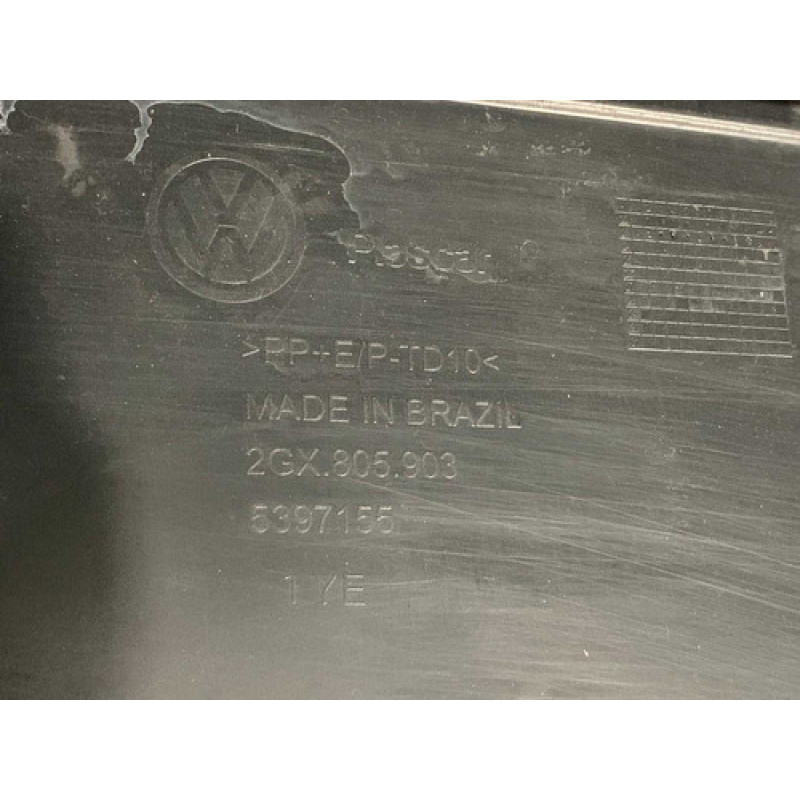 Plascar
>PP+E/P-TD10<
MADE IN BRAZIL
2GX.805.903
5397155
1 YE